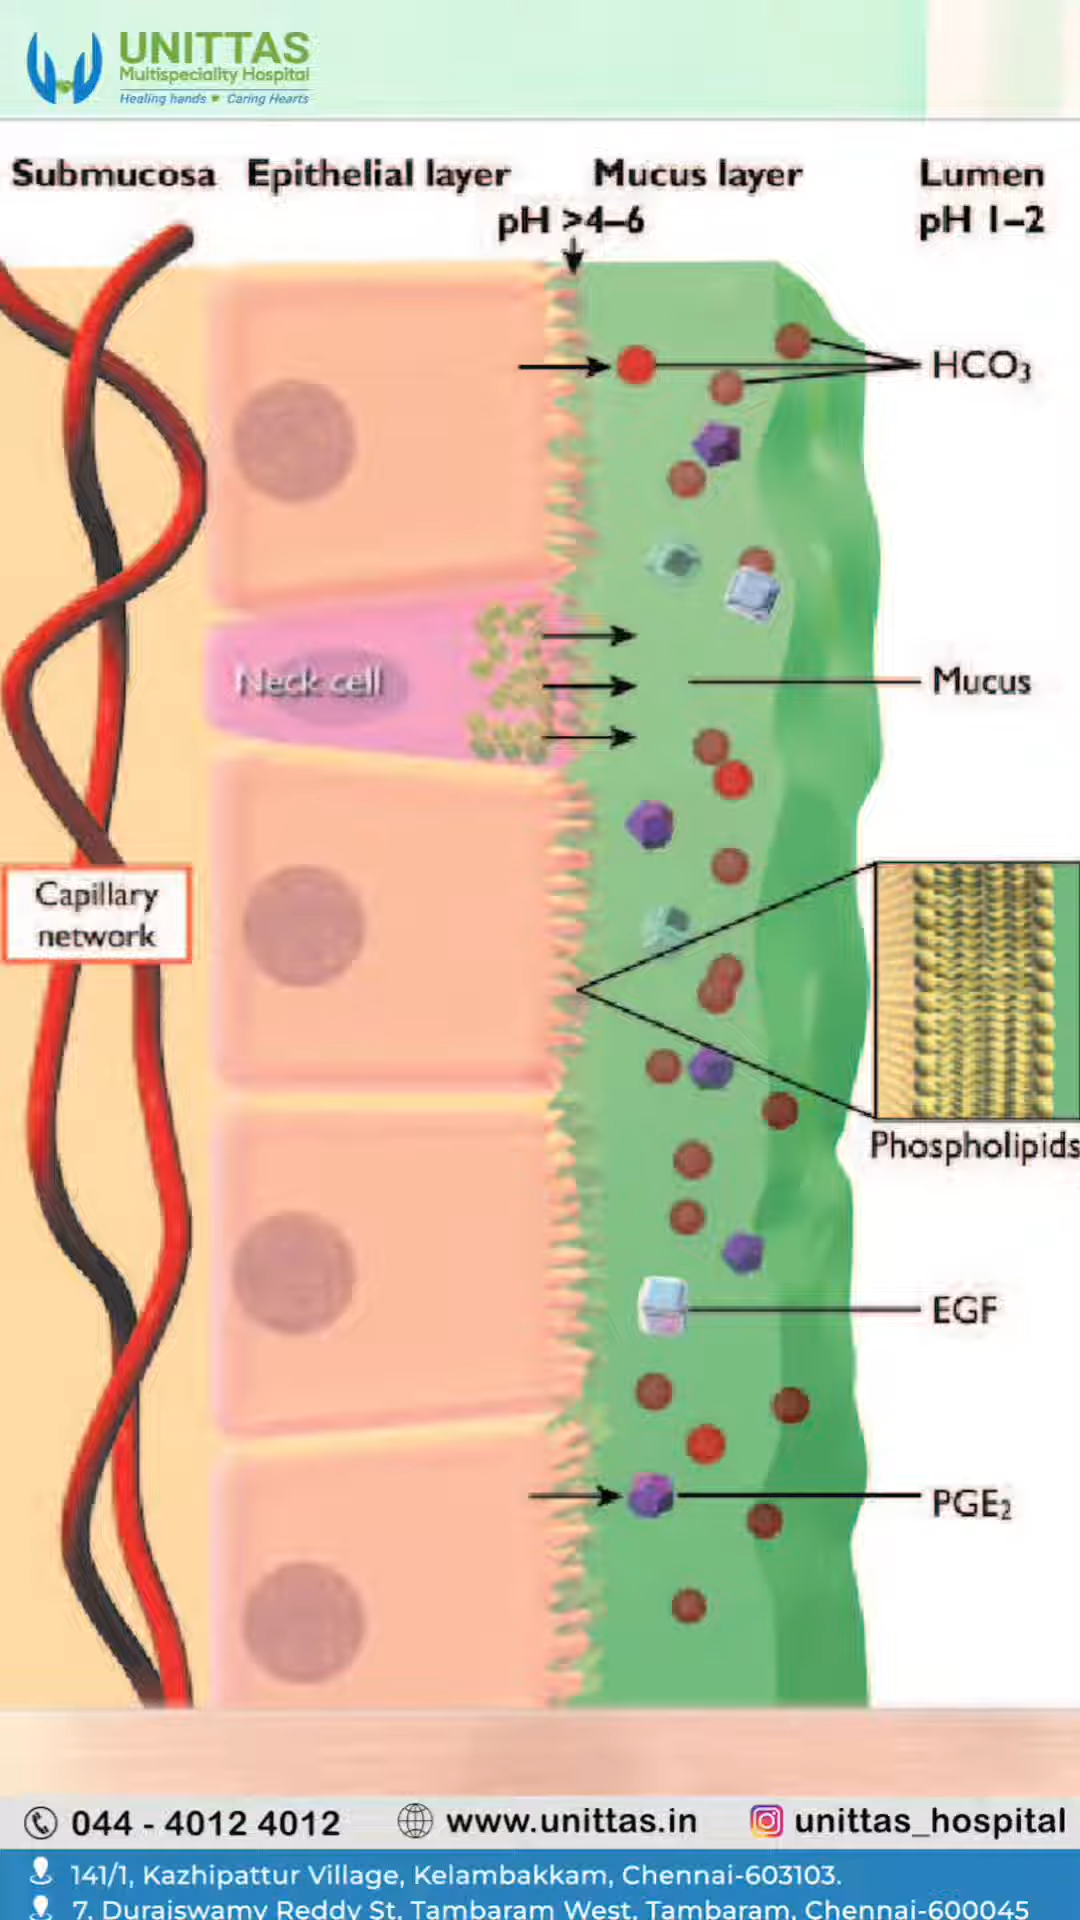 UNITTAS
Multispeciality Hospital
Healing hands Caring Hearts
Submucosa Epithelial layer Mucus layer Lumen
pH >4–6 pH 1–2
HCO3
Neck cell
Mucus
Capillary
network
Phospholipids
EGF
PGE2
044 - 4012 4012 www.unittas.in unittas_hospital
141/1, Kazhipattur Village, Kelambakkam, Chennai-603103.
7, Duraiswamy Reddy St, Tambaram West, Tambaram, Chennai-600045